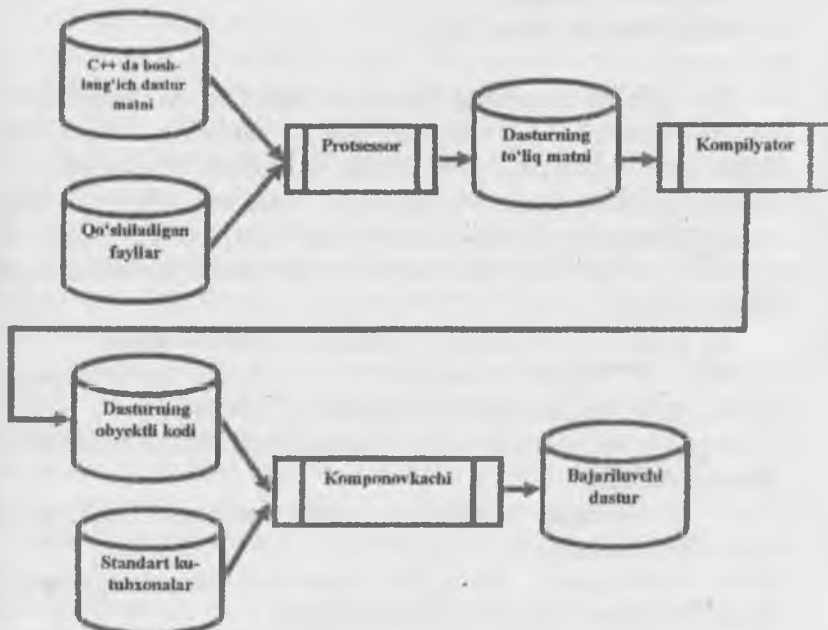 C++ da bosh-
lang'ich dastur
matni
Protsessor
Dasturning
to'liq matni
Kompilyator
Qo'shiladigan
fayllar
Dasturning
obyektli kodi
Komponovkachi
Bajariluvchi
dastur
Standart ku-
tubxonalar